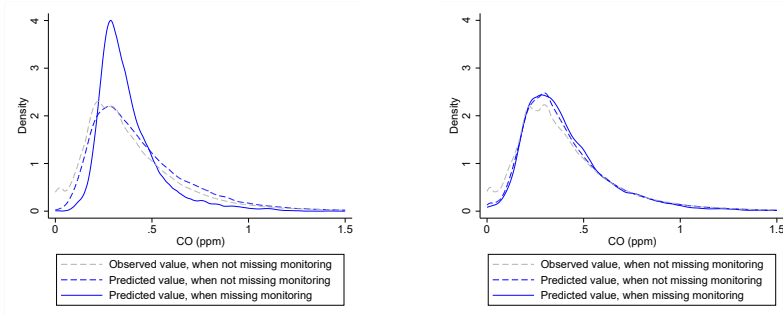 4
3
2
1
0
Density
0
.5
1
1.5
CO (ppm)
Observed value, when not missing monitoring
Predicted value, when not missing monitoring
Predicted value, when missing monitoring
4
3
2
1
0
Density
0
.5
1
1.5
CO (ppm)
Observed value, when not missing monitoring
Predicted value, when not missing monitoring
Predicted value, when missing monitoring